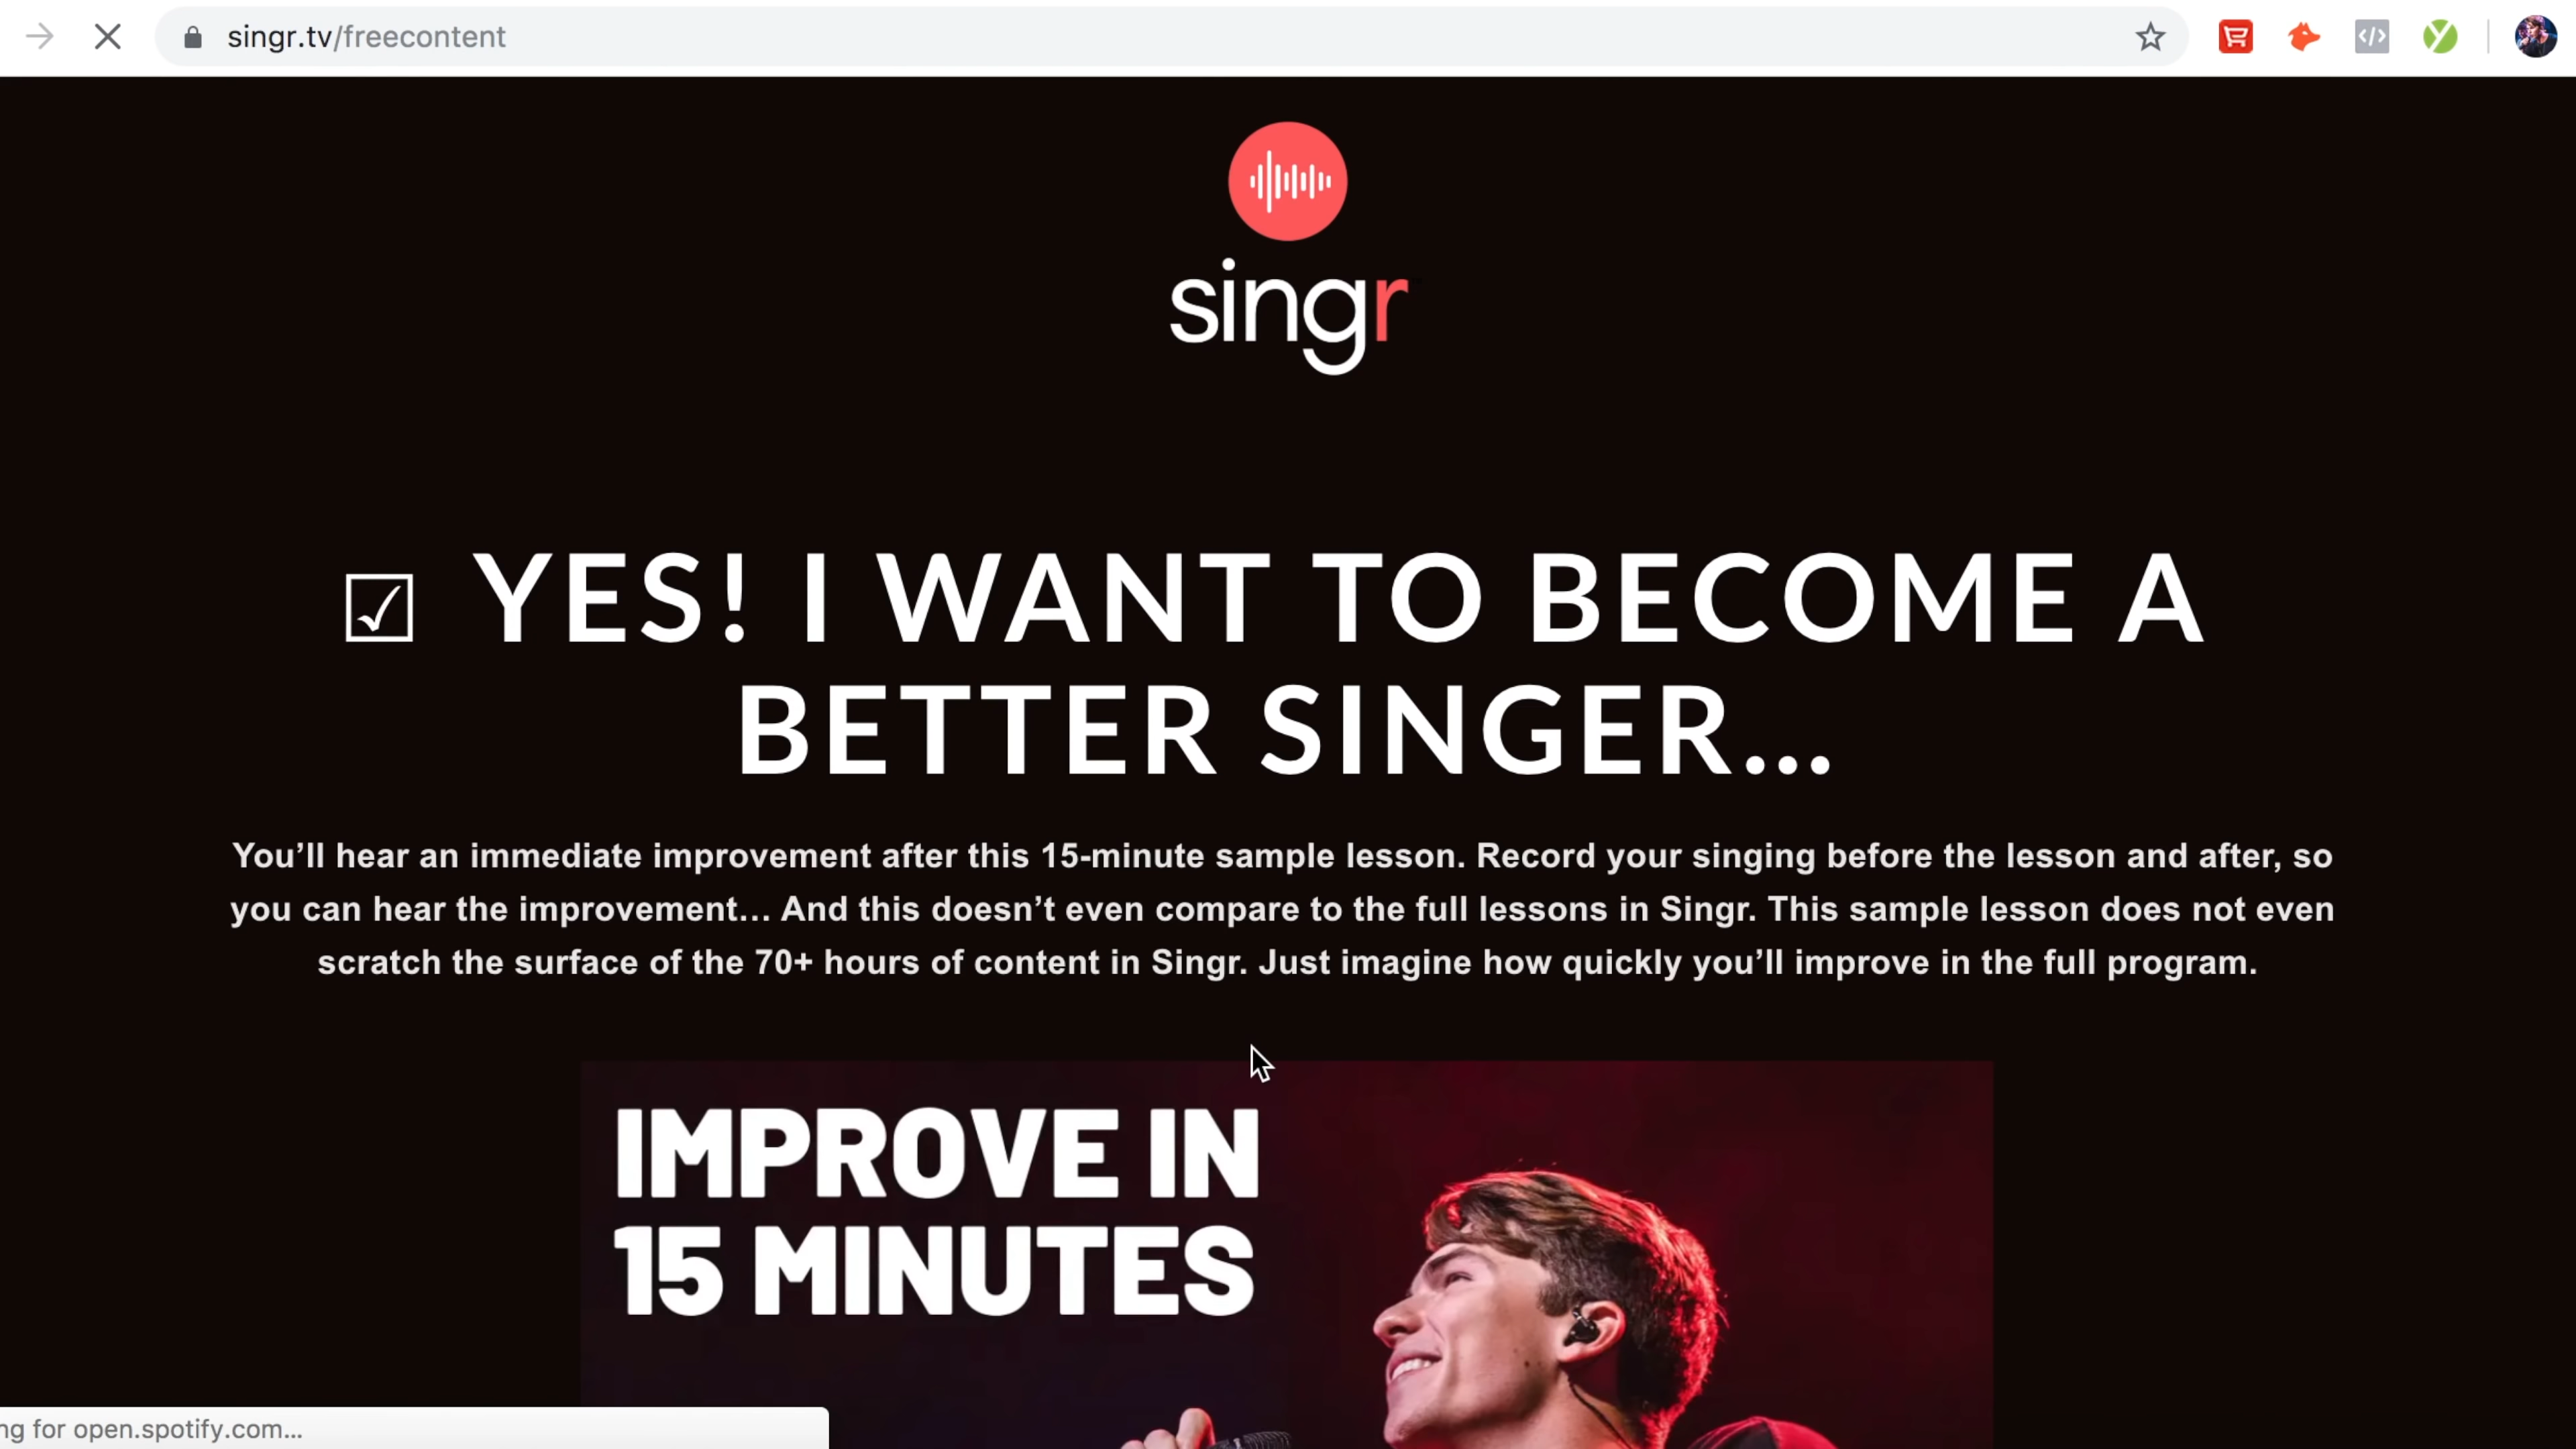 singr.tv/freecontent
singr
☑ YES! I WANT TO BECOME A
BETTER SINGER...
You’ll hear an immediate improvement after this 15-minute sample lesson. Record your singing before the lesson and after, so
you can hear the improvement... And this doesn’t even compare to the full lessons in Singr. This sample lesson does not even
scratch the surface of the 70+ hours of content in Singr. Just imagine how quickly you’ll improve in the full program.
IMPROVE IN
15 MINUTES
ng for open.spotify.com...